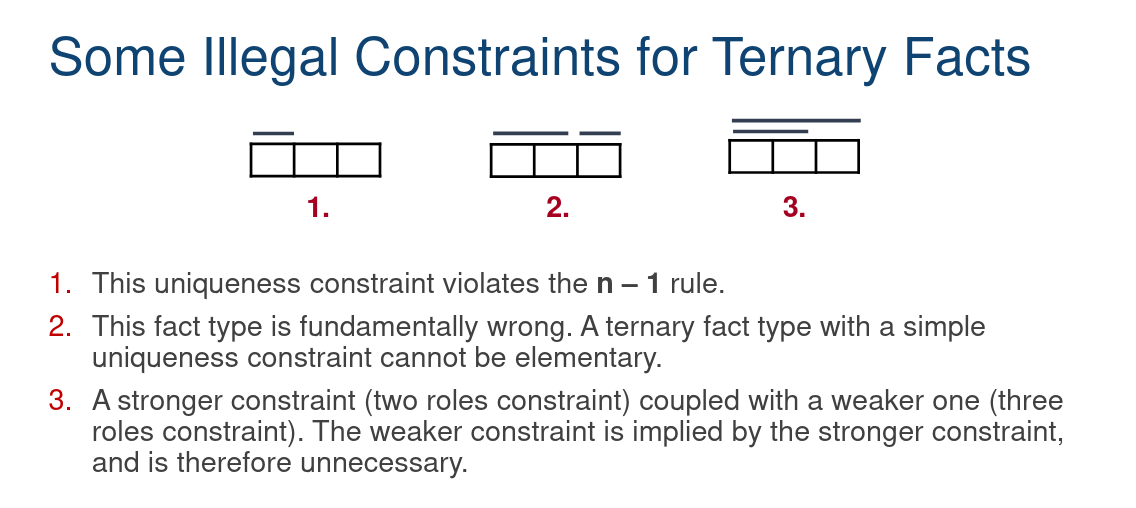 Some Illegal Constraints for Ternary Facts
1. 2. 3.
1. This uniqueness constraint violates the n – 1 rule.
2. This fact type is fundamentally wrong. A ternary fact type with a simple
uniqueness constraint cannot be elementary.
3. A stronger constraint (two roles constraint) coupled with a weaker one (three
roles constraint). The weaker constraint is implied by the stronger constraint,
and is therefore unnecessary.